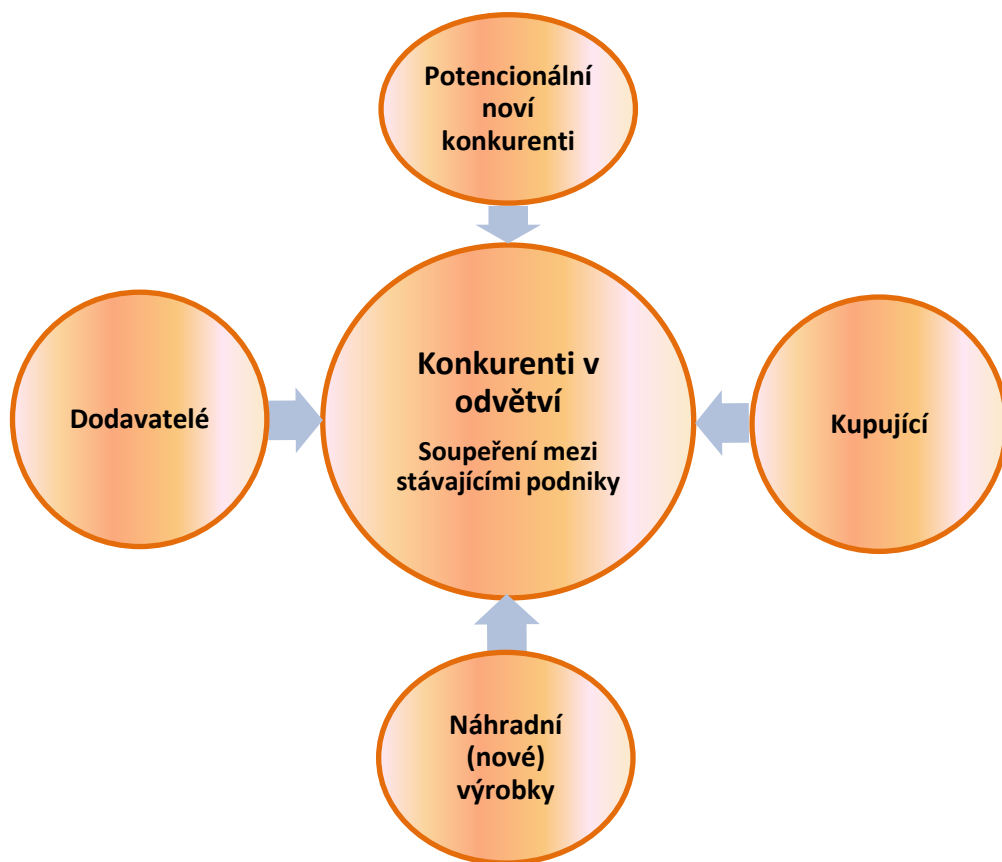 Potencionální
noví
konkurenti
Dodavatelé
Konkurenti v
odvětví
Soupeření mezi
stávajícími podniky
Kupující
Náhradní
(nové)
výrobky